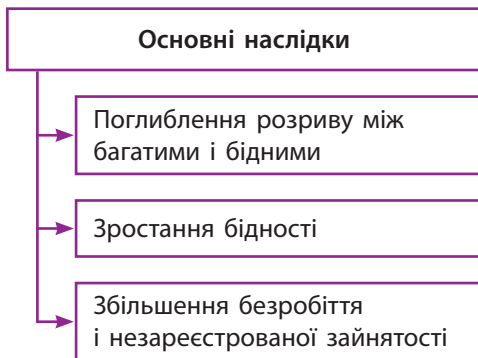 Основні наслідки
Поглиблення розриву між
багатими і бідними
Зростання бідності
Збільшення безробіття
і незареєстрованої зайнятості